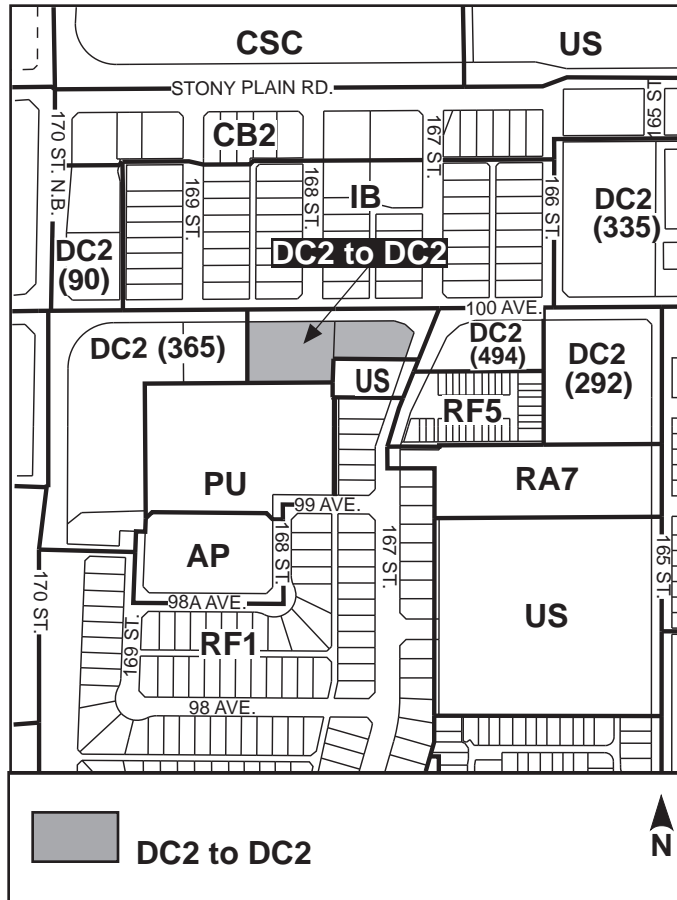 CSC
US
STONY PLAIN RD.
170 ST. N.B.
CB2
167 ST.
165 ST
169 ST.
168 ST.
IB
166 ST.
DC2
(335)
DC2
(90)
DC2 to DC2
100 AVE.
DC2 (365)
DC2
(494)
DC2
(292)
US
RF5
PU
RA7
99 AVE.
AP
168 ST.
167 ST.
165 ST.
170 ST.
98A AVE.
169 ST.
RF1
US
98 AVE.
DC2 to DC2
N